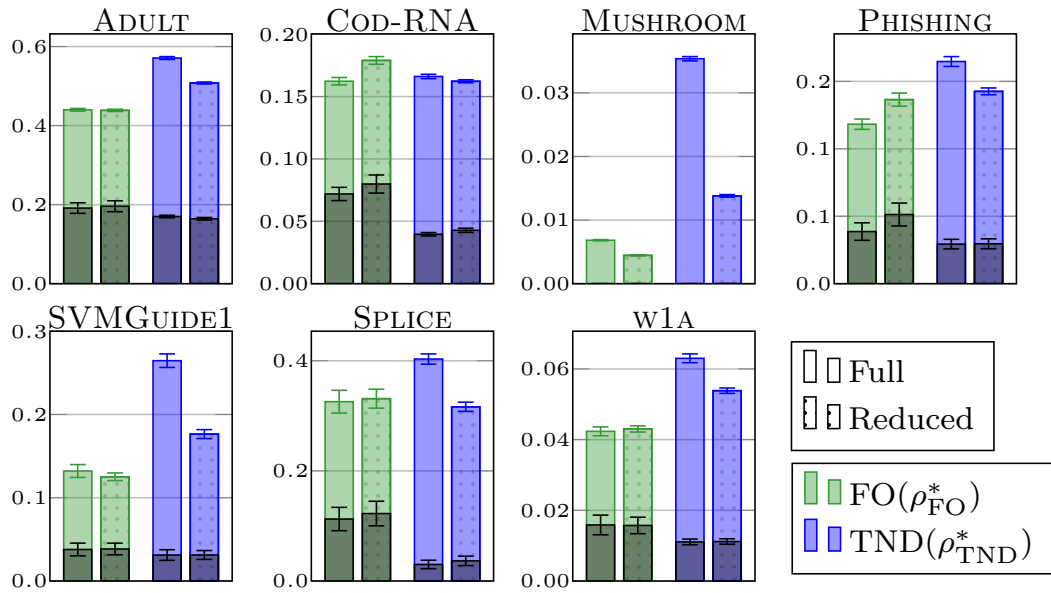 ADULT
0.6
0.4
0.2
0.0
COD-RNA
0.20
0.15
0.10
0.05
0.00
MUSHROOM
0.03
0.02
0.01
0.00
PHISHING
0.2
0.1
0.1
0.0
SVMGUIDE1
0.3
0.2
0.1
0.0
SPLICE
0.4
0.2
0.0
W1A
0.06
0.04
0.02
0.00
Full
Reduced
FO(ρ*FO)
TND(ρ*TND)